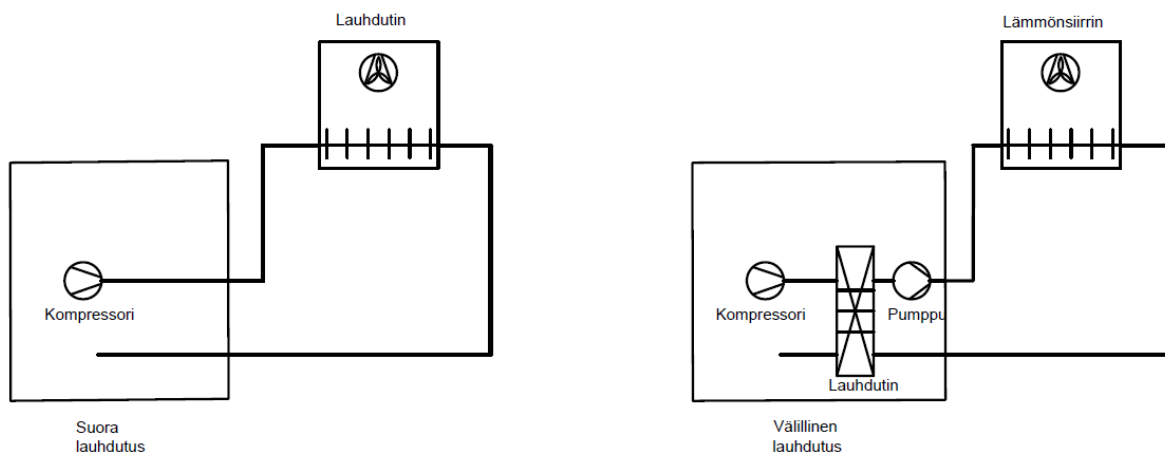 Lauhdutin
Lämmönsiirrin
Kompressori
Kompressori
Pumppu
Lauhdutin
Suora
lauhdutus
Välillinen
lauhdutus